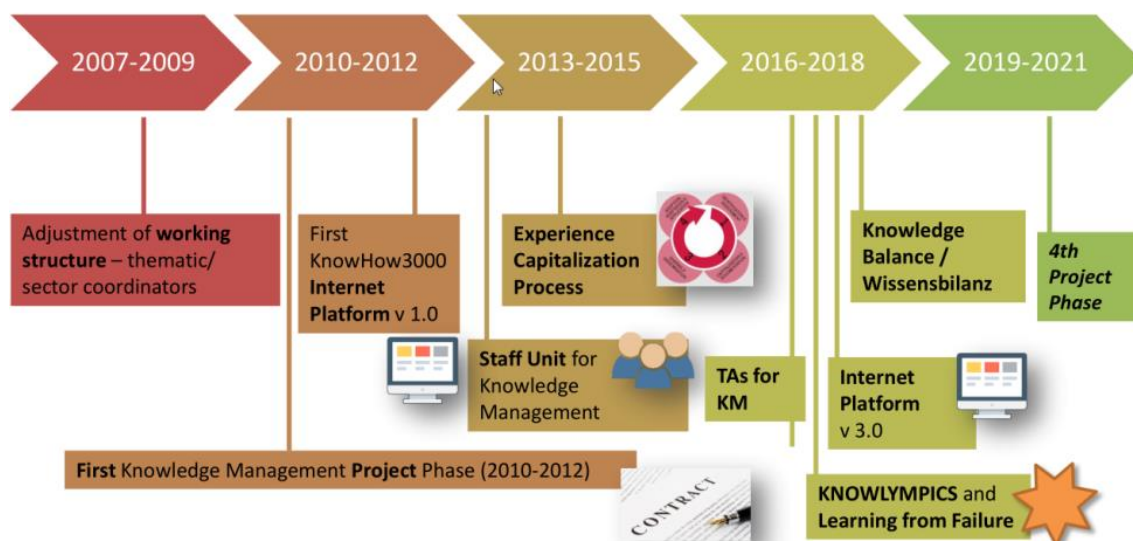 2007-2009
2010-2012
2013-2015
2016-2018
2019-2021
Adjustment of working
structure – thematic/
sector coordinators
First
KnowHow3000
Internet
Platform v 1.0
Experience
Capitalization
Process
Knowledge
Balance /
Wissensbilanz
4th
Project
Phase
Staff Unit for
Knowledge
Management
TAs for
KM
Internet
Platform
v 3.0
First Knowledge Management Project Phase (2010-2012)
CONTRACT
KNOWLYMPICS and
Learning from Failure